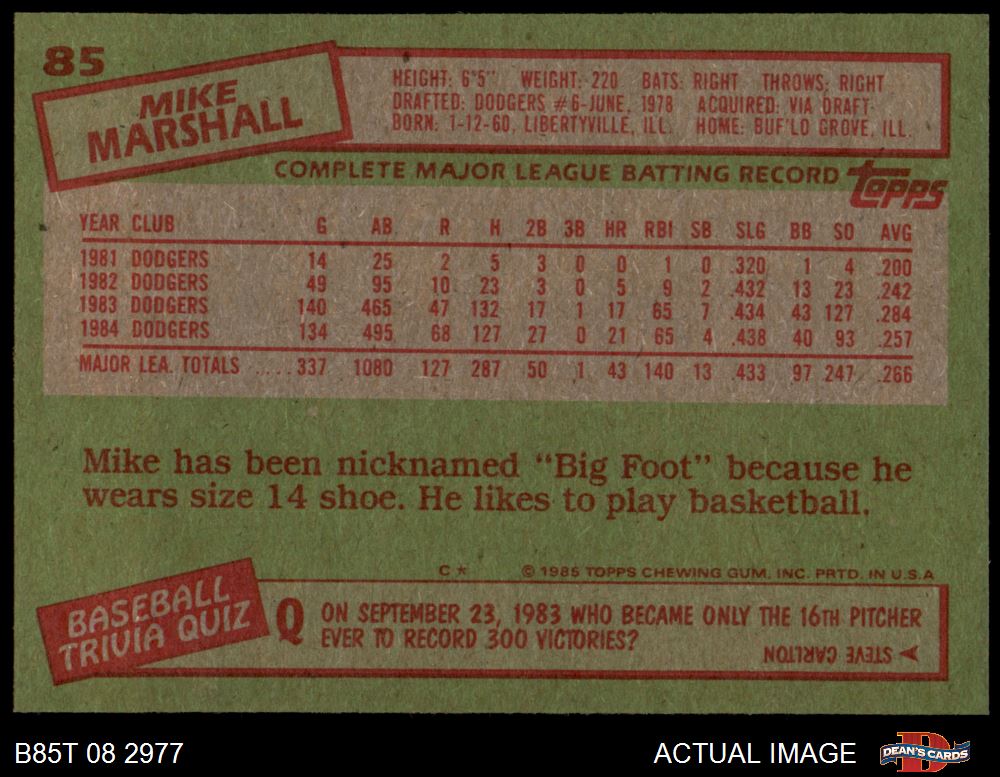 85
MIKE
MARSHALL
HEIGHT: 6'5" WEIGHT: 220 BATS: RIGHT THROWS: RIGHT
DRAFTED: DODGERS #6-JUNE, 1978 ACQUIRED: VIA DRAFT
BORN: 1-12-60, LIBERTYVILLE, ILL. HOME: BUF'LO GROVE, ILL.
COMPLETE MAJOR LEAGUE BATTING RECORD
Topps
YEAR CLUB G AB R H 2B 3B HR RBI SB SLG BB SO AVG
1981 DODGERS 14 25 2 5 3 0 0 1 0 .320 1 4 .200
1982 DODGERS 49 95 10 23 3 0 5 9 2 .432 13 23 .242
1983 DODGERS 140 465 47 132 17 1 17 65 7 .434 43 127 .284
1984 DODGERS 134 495 68 127 27 0 21 65 4 .438 40 93 .257
MAJOR LEA. TOTALS .....337 1080 127 287 50 1 43 140 13 .433 97 247 .266
Mike has been nicknamed "Big Foot" because he
wears size 14 shoe. He likes to play basketball.
C* © 1985 TOPPS CHEWING GUM, INC. PRTD. IN U.S.A
BASEBALL
TRIVIA QUIZ
Q ON SEPTEMBER 23, 1983 WHO BECAME ONLY THE 16TH PITCHER
EVER TO RECORD 300 VICTORIES?
STEVE CARLTON
B85T 08 2977
ACTUAL IMAGE
D
DEAN'S CARDS